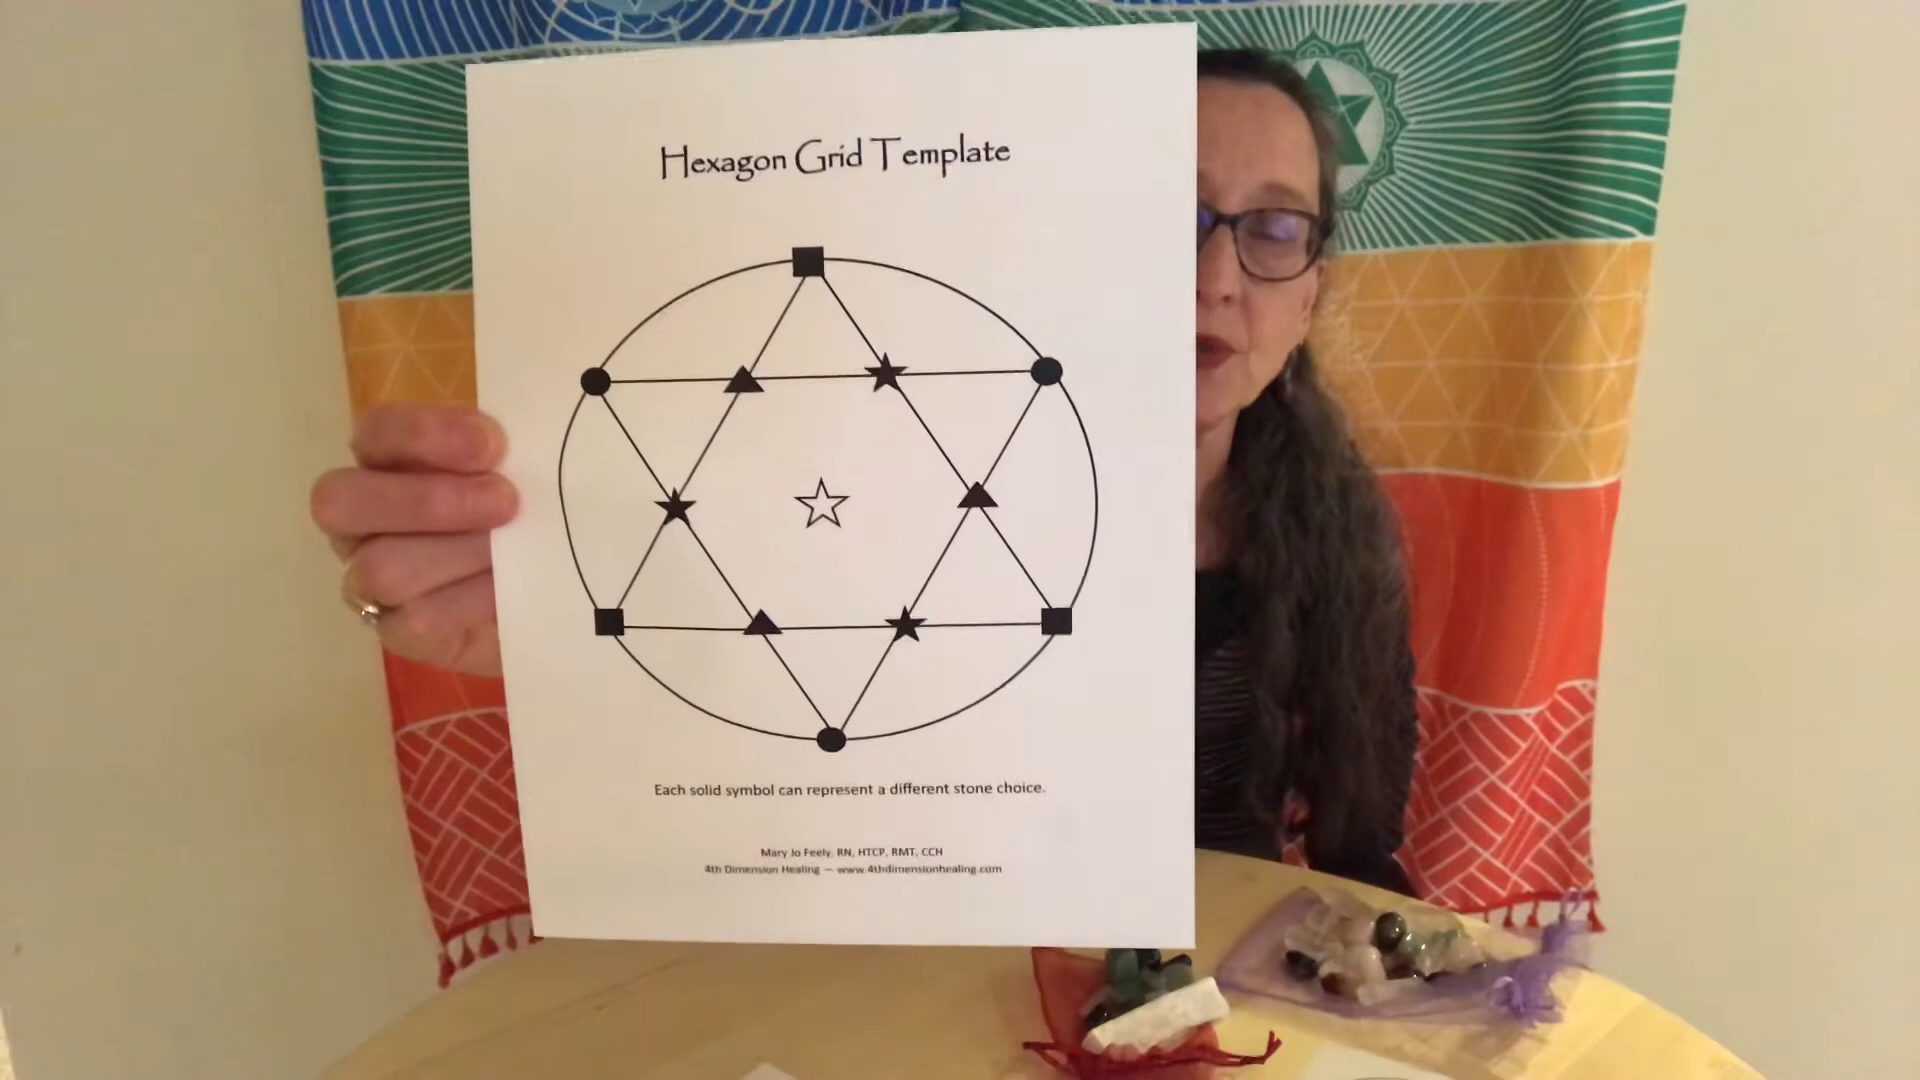 Hexagon Grid Template
Each solid symbol can represent a different stone choice.
Mary Jo Feely, RN, HTCP, RMT, CCH
4th Dimension Healing — www.4thdimensionhealing.com